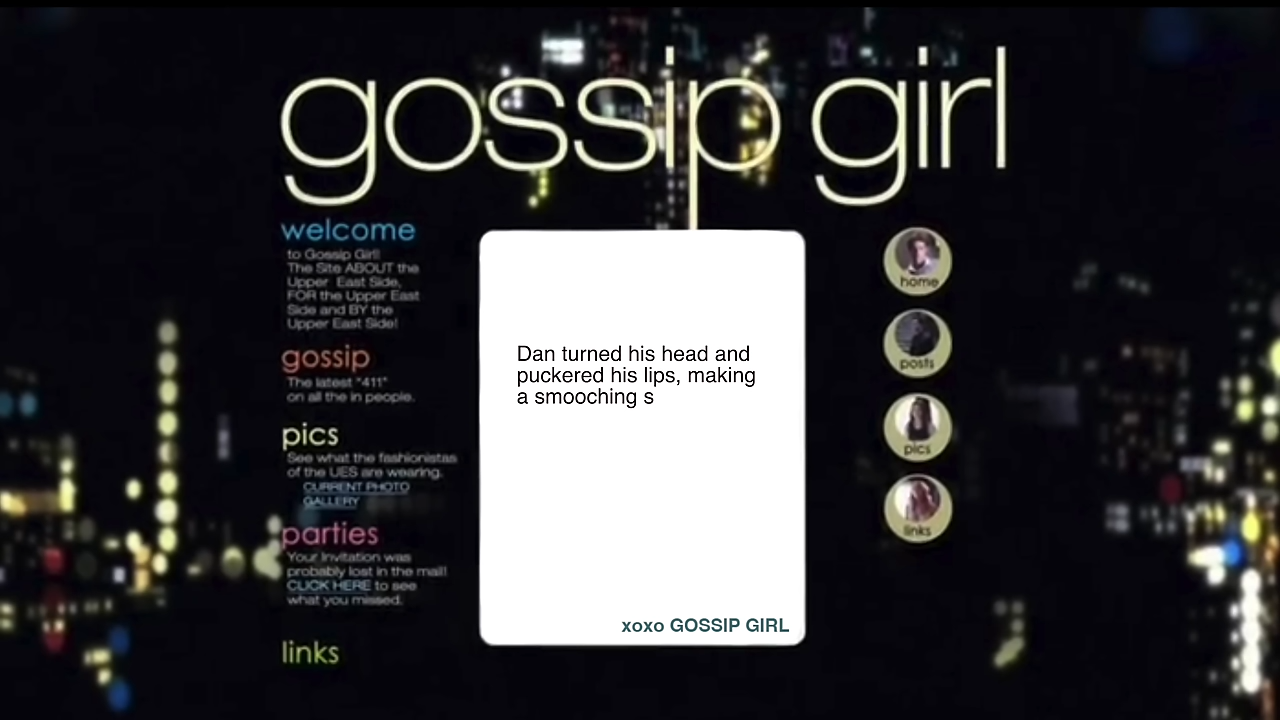 gossip girl
welcome
to Gossip Girl!
The Site ABOUT the
Upper East Side,
FOR the Upper East
Side and BY the
Upper East Side!
gossip
The latest "411"
on all the in people.
pics
See what the fashionistas
of the UES are wearing.
CURRENT PHOTO
GALLERY
parties
Your Invitation was
probably lost in the mail!
CLICK HERE to see
what you missed.
links
Dan turned his head and
puckered his lips, making
a smooching s
xoxo GOSSIP GIRL
home
posts
pics
links